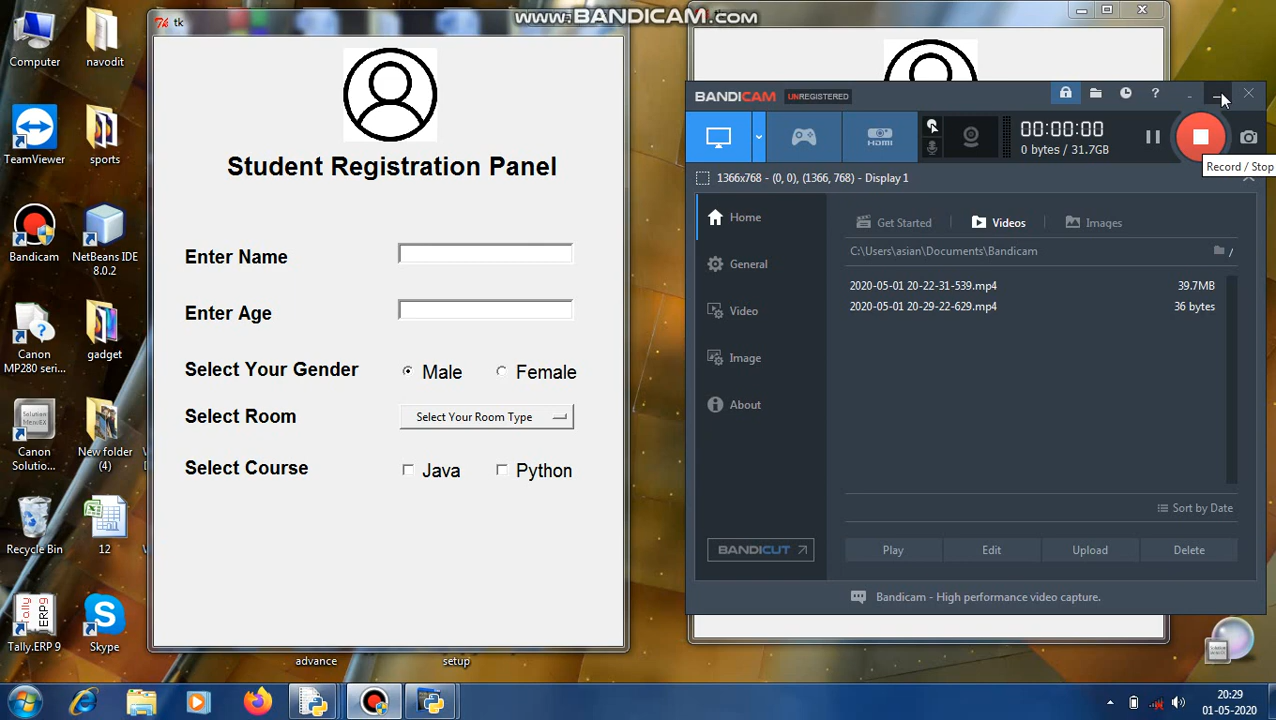 tk
www.BANDICAM.com
Computer
navodit
TeamViewer
sports
Bandicam
NetBeans IDE
8.0.2
Canon
MP280 seri...
gadget
Canon
Solutio...
New folder
(4)
Recycle Bin
12
Tally.ERP 9
Skype
advance
setup
Student Registration Panel
Enter Name
Enter Age
Select Your Gender
Male
Female
Select Room
Select Your Room Type
Select Course
Java
Python
BANDICAM UNREGISTERED
HDMI
00:00:00
0 bytes / 31.7GB
Record / Stop
1366x768 - (0, 0), (1366, 768) - Display 1
Home
General
Video
Image
About
BANDICUT
Get Started
Videos
Images
C:\Users\asian\Documents\Bandicam
/
2020-05-01 20-22-31-539.mp4 39.7MB
2020-05-01 20-29-22-629.mp4 36 bytes
Sort by Date
Play
Edit
Upload
Delete
Bandicam - High performance video capture.
20:29
01-05-2020